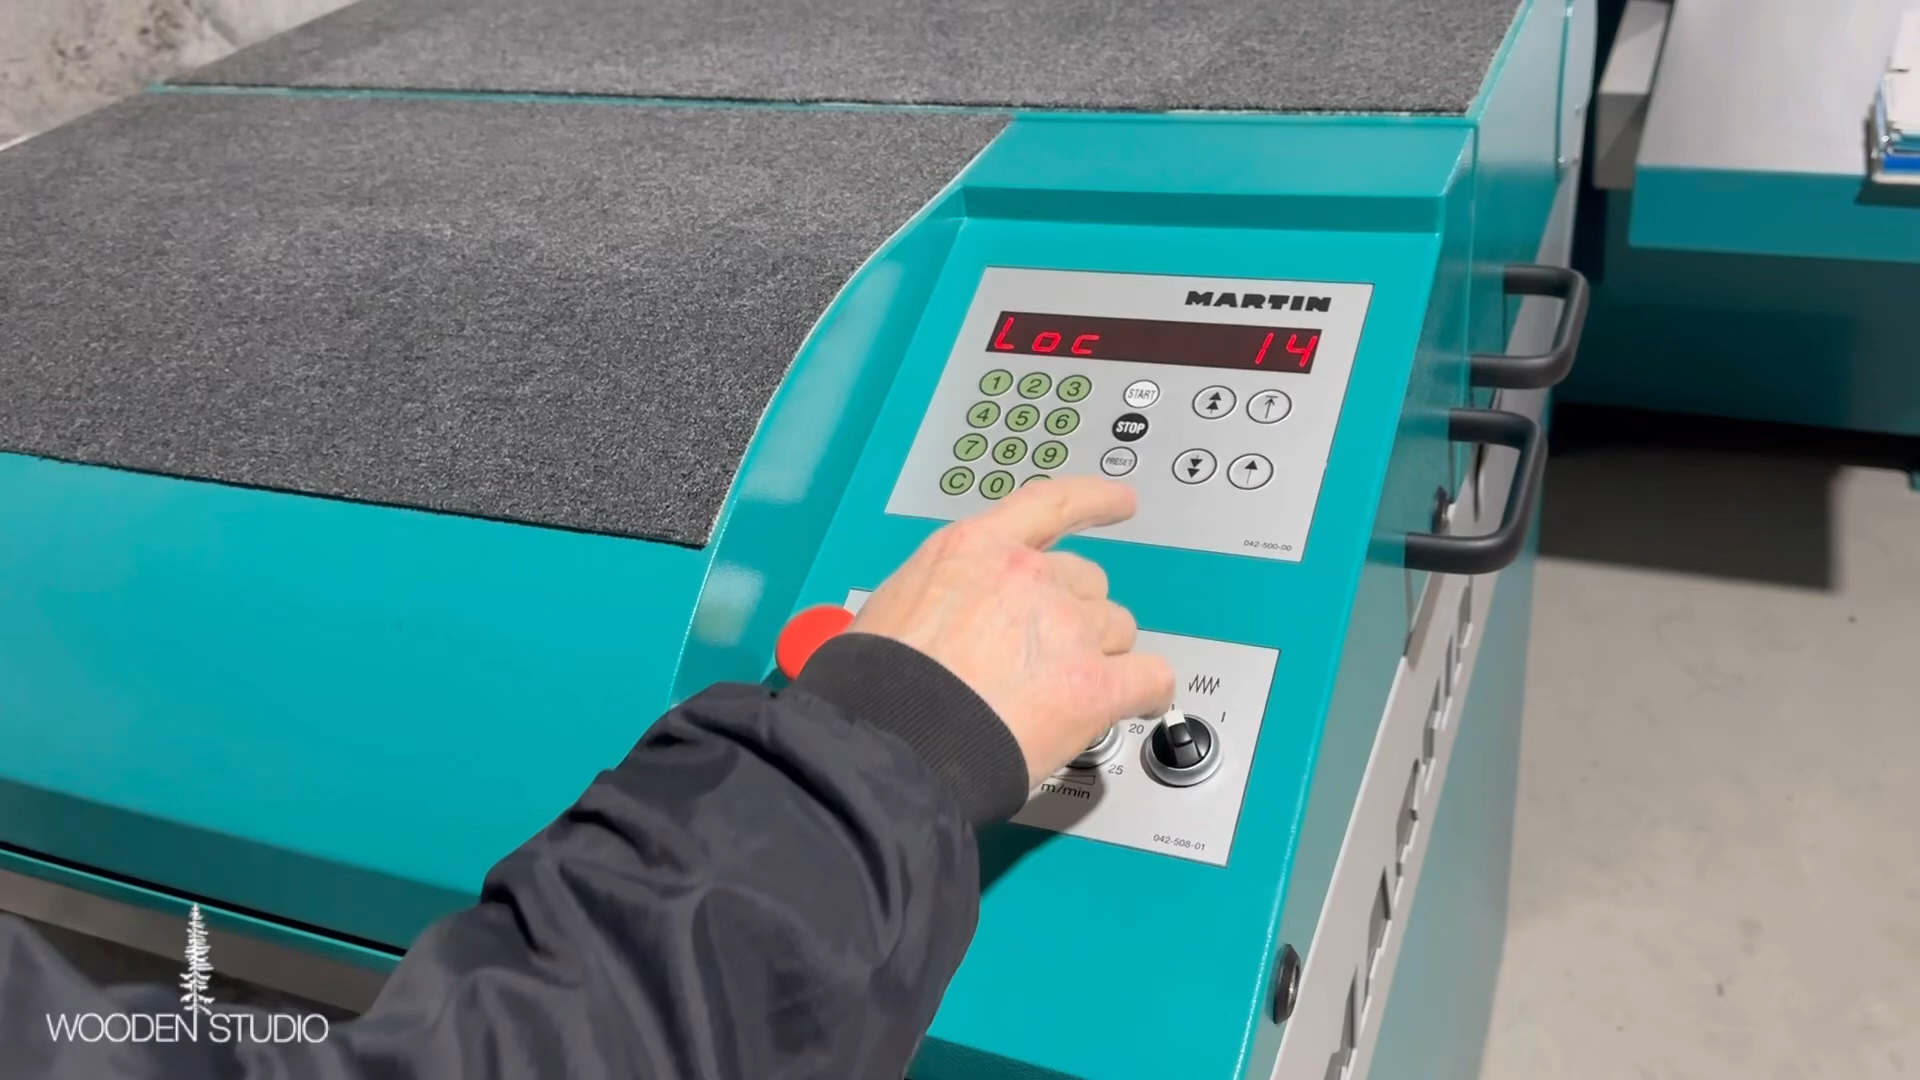 MARTIN
Loc 14
1 2 3
START
4 5 6
STOP
7 8 9
PRESET
C 0
042-500-00
I
20
25
m/min
042-508-01
WOODEN STUDIO